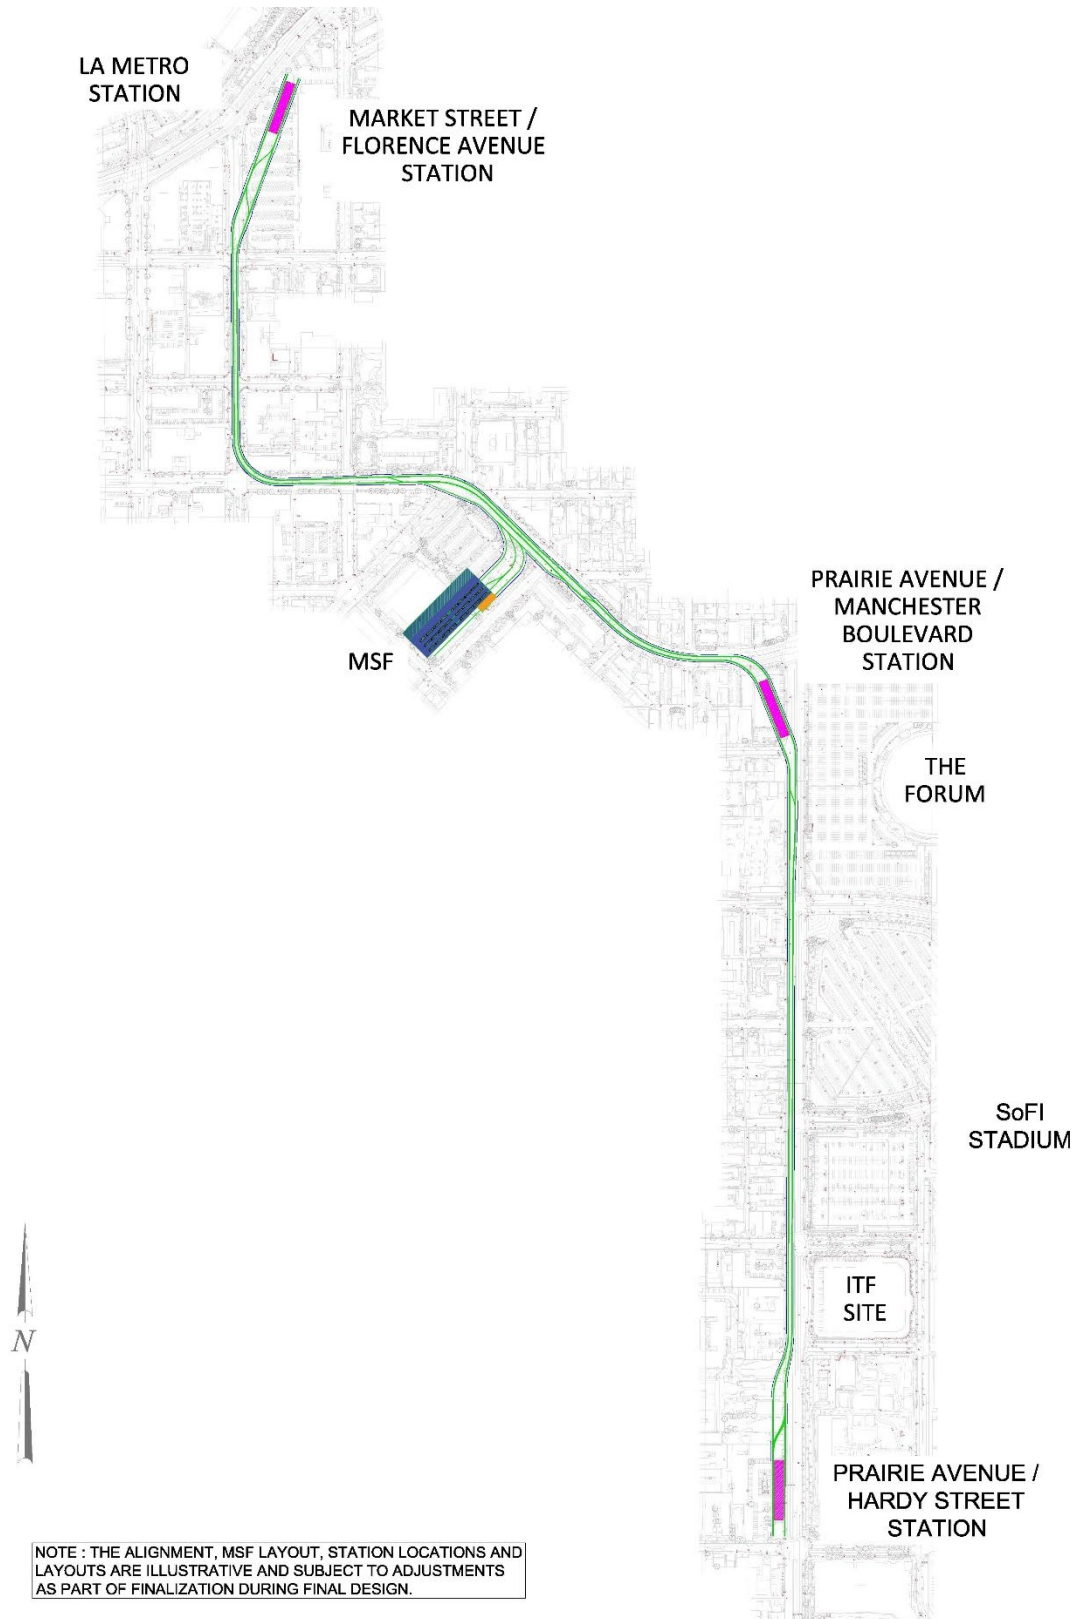 LA METRO
STATION
MARKET STREET /
FLORENCE AVENUE
STATION
PRAIRIE AVENUE /
MANCHESTER
BOULEVARD
STATION
MSF
THE
FORUM
SoFI
STADIUM
ITF
SITE
N
PRAIRIE AVENUE /
HARDY STREET
STATION
NOTE : THE ALIGNMENT, MSF LAYOUT, STATION LOCATIONS AND
LAYOUTS ARE ILLUSTRATIVE AND SUBJECT TO ADJUSTMENTS
AS PART OF FINALIZATION DURING FINAL DESIGN.